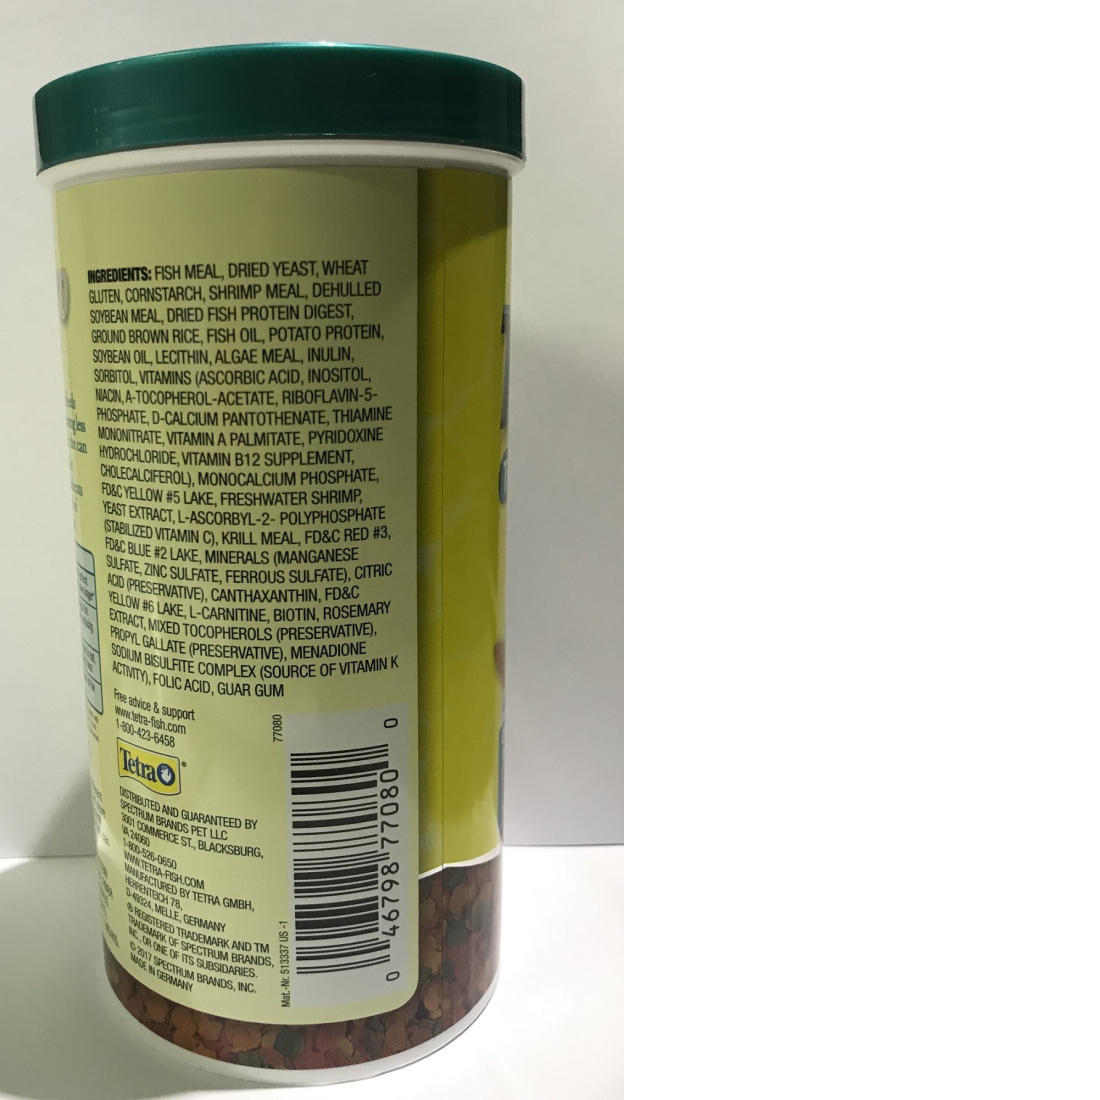 INGREDIENTS: FISH MEAL, DRIED YEAST, WHEAT
GLUTEN, CORNSTARCH, SHRIMP MEAL, DEHULLED
SOYBEAN MEAL, DRIED FISH PROTEIN DIGEST,
GROUND BROWN RICE, FISH OIL, POTATO PROTEIN,
SOYBEAN OIL, LECITHIN, ALGAE MEAL, INULIN,
SORBITOL, VITAMINS (ASCORBIC ACID, INOSITOL,
NIACIN, A-TOCOPHEROL-ACETATE, RIBOFLAVIN-5-
PHOSPHATE, D-CALCIUM PANTOTHENATE, THIAMINE
MONONITRATE, VITAMIN A PALMITATE, PYRIDOXINE
HYDROCHLORIDE, VITAMIN B12 SUPPLEMENT,
CHOLECALCIFEROL), MONOCALCIUM PHOSPHATE,
FD&C YELLOW #5 LAKE, FRESHWATER SHRIMP,
YEAST EXTRACT, L-ASCORBYL-2- POLYPHOSPHATE
(STABILIZED VITAMIN C), KRILL MEAL, FD&C RED #3,
FD&C BLUE #2 LAKE, MINERALS (MANGANESE
SULFATE, ZINC SULFATE, FERROUS SULFATE), CITRIC
ACID (PRESERVATIVE), CANTHAXANTHIN, FD&C
YELLOW #6 LAKE, L-CARNITINE, BIOTIN, ROSEMARY
EXTRACT, MIXED TOCOPHEROLS (PRESERVATIVE),
PROPYL GALLATE (PRESERVATIVE), MENADIONE
SODIUM BISULFITE COMPLEX (SOURCE OF VITAMIN K
ACTIVITY), FOLIC ACID, GUAR GUM
Free advice & support
www.tetra-fish.com
1-800-423-6458
Tetra®
DISTRIBUTED AND GUARANTEED BY
SPECTRUM BRANDS PET LLC
3001 COMMERCE ST., BLACKSBURG,
VA 24060
1-800-526-0650
WWW.TETRA-FISH.COM
MANUFACTURED BY TETRA GMBH,
HERRENTEICH 78,
D-49324, MELLE, GERMANY
® REGISTERED TRADEMARK AND TM
TRADEMARK OF SPECTRUM BRANDS,
INC., OR ONE OF ITS SUBSIDARIES.
© 2017 SPECTRUM BRANDS, INC.
MADE IN GERMANY
77080
0 46798 77080 0
Mat.-Nr. 513337 US -1